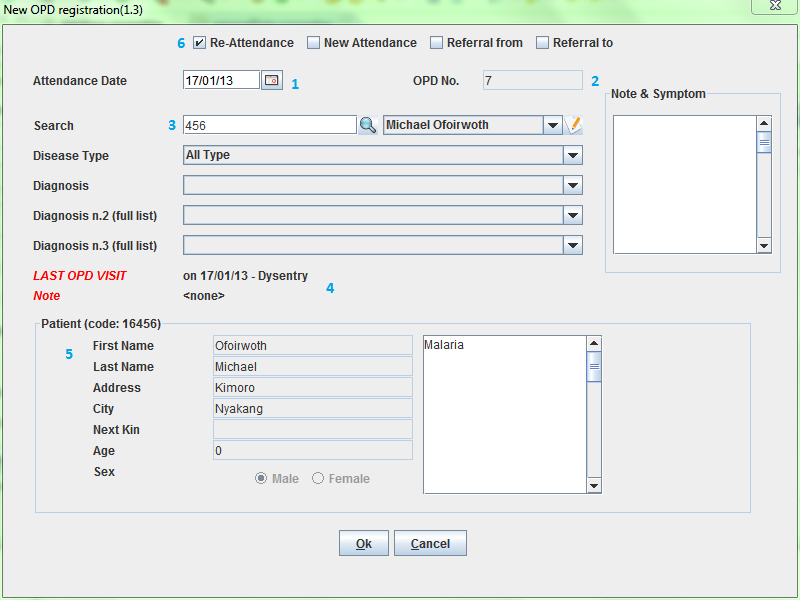 New OPD registration(1.3)
6 Re-Attendance New Attendance Referral from Referral to
Attendance Date 17/01/13 1 OPD No. 7 2
Note & Symptom
Search 3 456 Michael Ofoirwoth
Disease Type All Type
Diagnosis
Diagnosis n.2 (full list)
Diagnosis n.3 (full list)
LAST OPD VISIT on 17/01/13 - Dysentry
4
Note <none>
Patient (code: 16456)
First Name Ofoirwoth Malaria
5
Last Name Michael
Address Kimoro
City Nyakang
Next Kin
Age 0
Sex Male Female
Ok Cancel